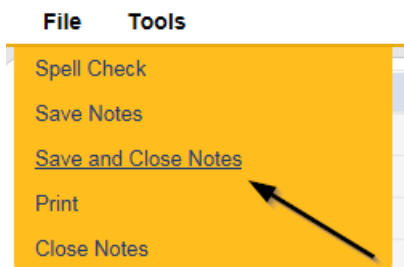 File Tools
Spell Check
Save Notes
Save and Close Notes
Print
Close Notes